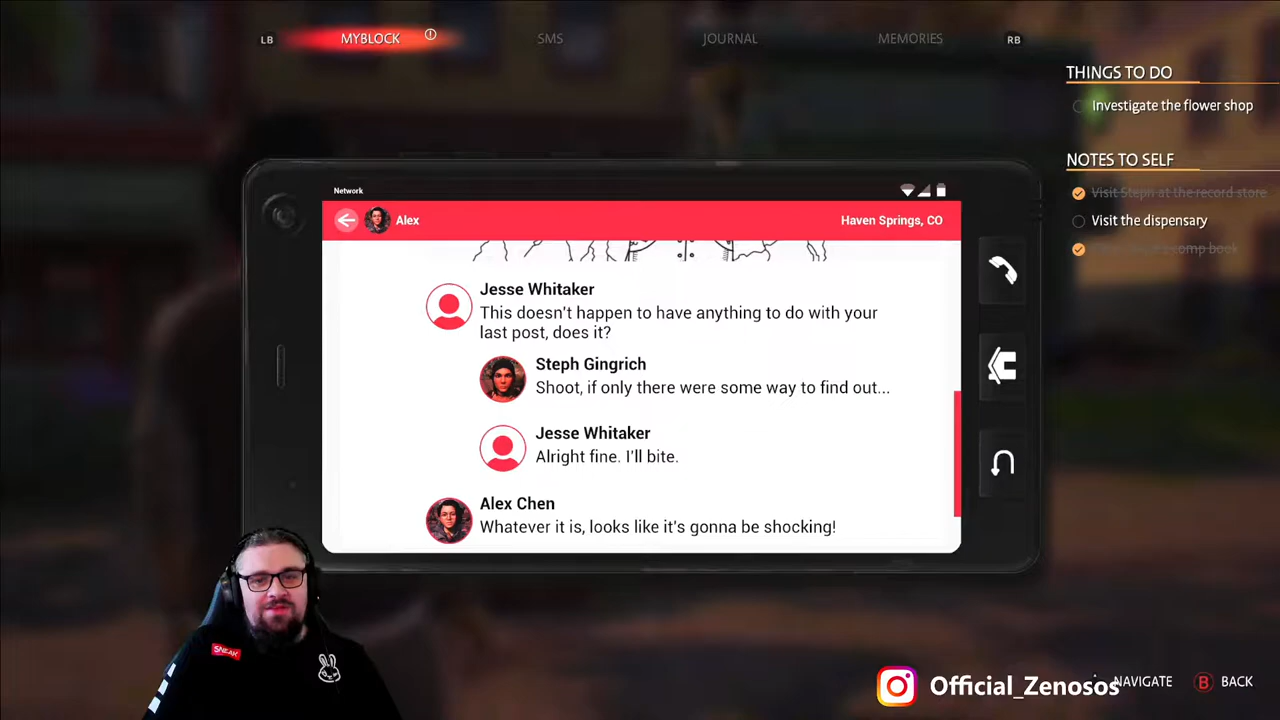 LB
MYBLOCK
SMS
JOURNAL
MEMORIES
RB
THINGS TO DO
Investigate the flower shop
NOTES TO SELF
Visit Steph at the record store
Visit the dispensary
comp book
Network
Alex
Haven Springs, CO
Jesse Whitaker
This doesn't happen to have anything to do with your
last post, does it?
Steph Gingrich
Shoot, if only there were some way to find out...
Jesse Whitaker
Alright fine. I'll bite.
Alex Chen
Whatever it is, looks like it's gonna be shocking!
SNEAK
Official_Zenosos
NAVIGATE
B BACK